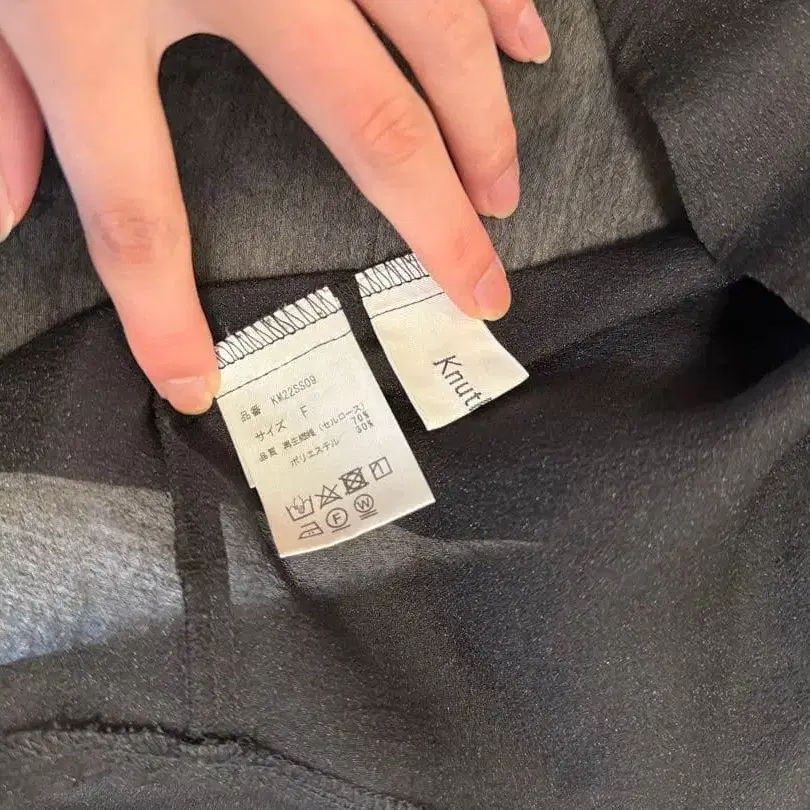 品番 KM22SS09
サイズ F
品質 再生繊維(セルロース) 70%
ポリエステル 30%
F W
Knut